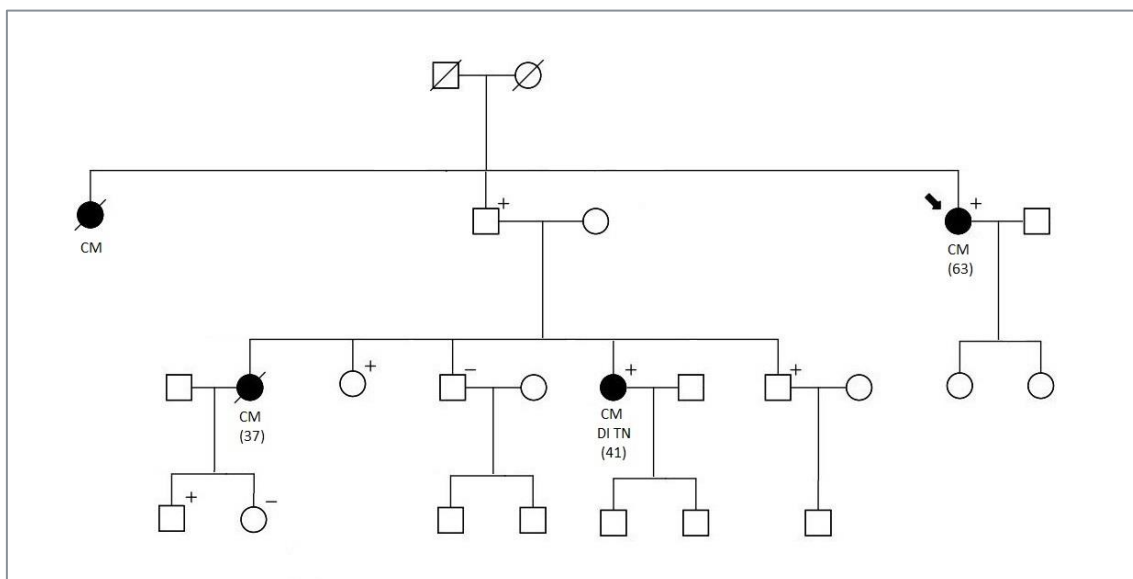 +
+
CM
CM
(63)
+
-
+
+
CM
(37)
CM
DI TN
(41)
+
-